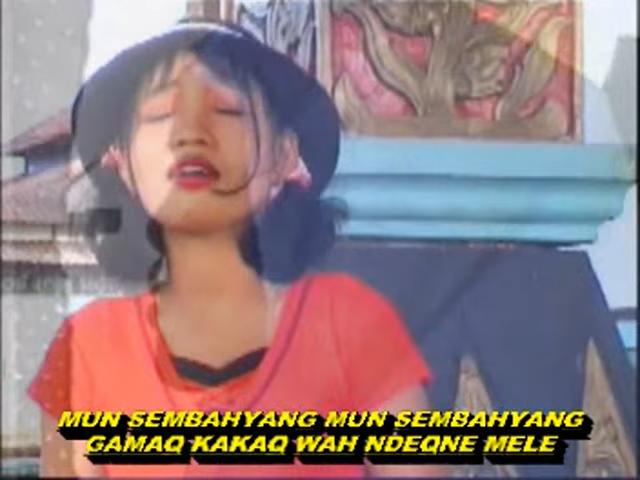 MUN SEMBAHYANG MUN SEMBAHYANG
GAMAQ KAKAQ WAH NDEQNE MELE